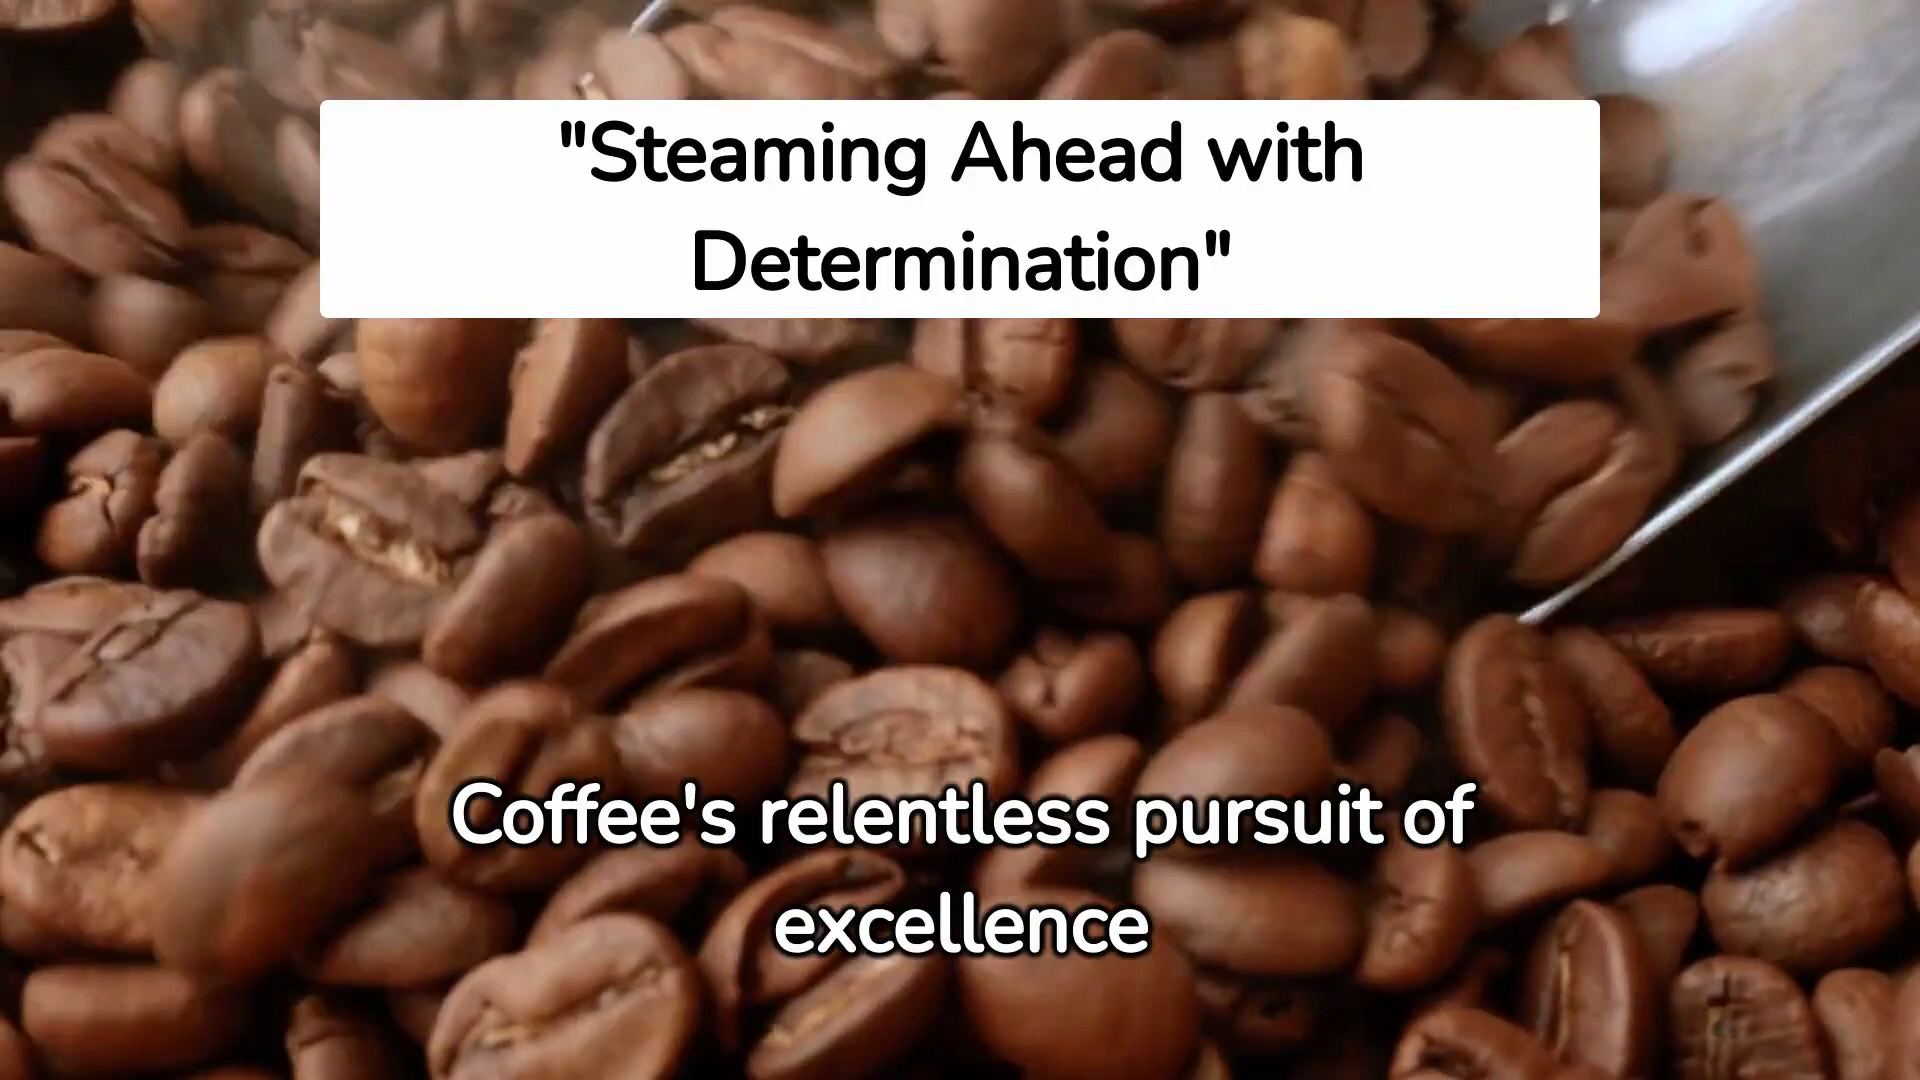 "Steaming Ahead with
Determination"
Coffee's relentless pursuit of
excellence